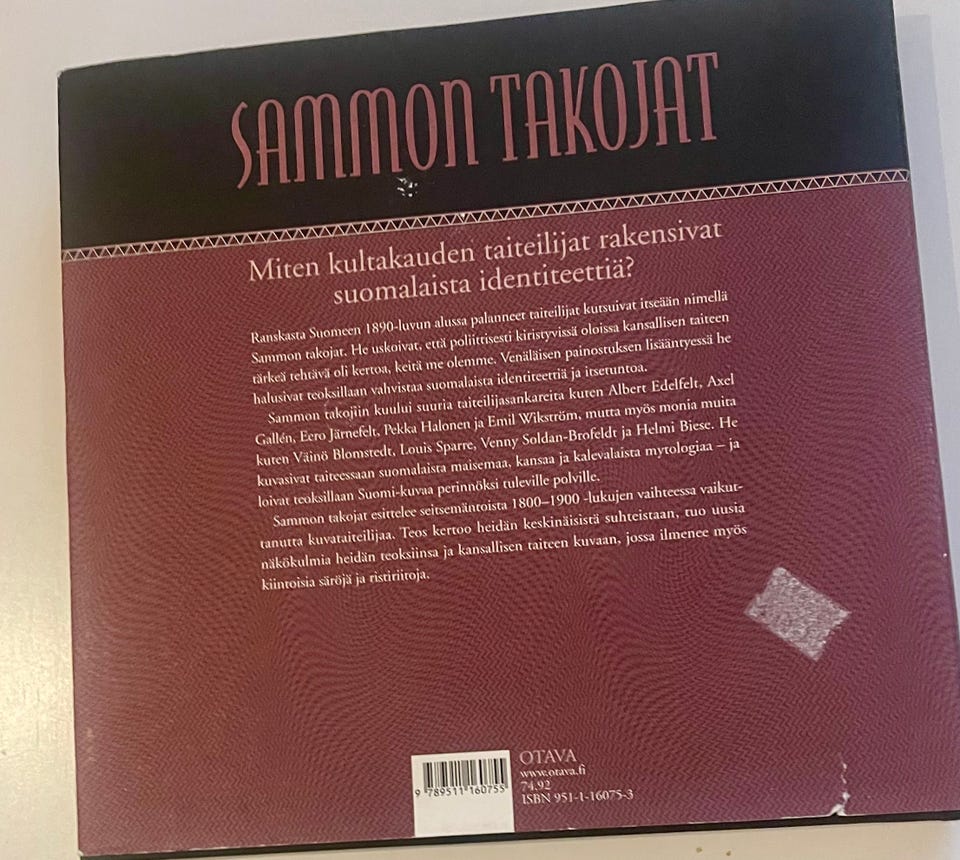 SAMMON TAKOJAT
Miten kultakauden taiteilijat rakensivat
suomalaista identiteettiä?
Ranskasta Suomeen 1890-luvun alussa palanneet taiteilijat kutsuivat itseään nimellä
Sammon takojat. He uskoivat, että poliittisesti kiristyvissä oloissa kansallisen taiteen
tärkeä tehtävä oli kertoa, keitä me olemme. Venäläisen painostuksen lisääntyessä he
halusivat teoksillaan vahvistaa suomalaista identiteettiä ja itsetuntoa.
Sammon takojiin kuului suuria taiteilijasankareita kuten Albert Edelfelt, Axel
Gallén, Eero Järnefelt, Pekka Halonen ja Emil Wikström, mutta myös monia muita
kuten Väinö Blomstedt, Louis Sparre, Venny Soldan-Brofeldt ja Helmi Biese. He
kuvasivat taiteessaan suomalaista maisemaa, kansaa ja kalevalaista mytologiaa – ja
loivat teoksillaan Suomi-kuvaa perinnöksi tuleville polville.
Sammon takojat esittelee seitsemäntoista 1800–1900 -lukujen vaihteessa vaikut-
tanutta kuvataiteilijaa. Teos kertoo heidän keskinäisistä suhteistaan, tuo uusia
näkökulmia heidän teoksiinsa ja kansallisen taiteen kuvaan, jossa ilmenee myös
kiintoisia säröjä ja ristiriitoja.
OTAVA
www.otava.fi
74.92
ISBN 951-1-16075-3
9 789511 160755